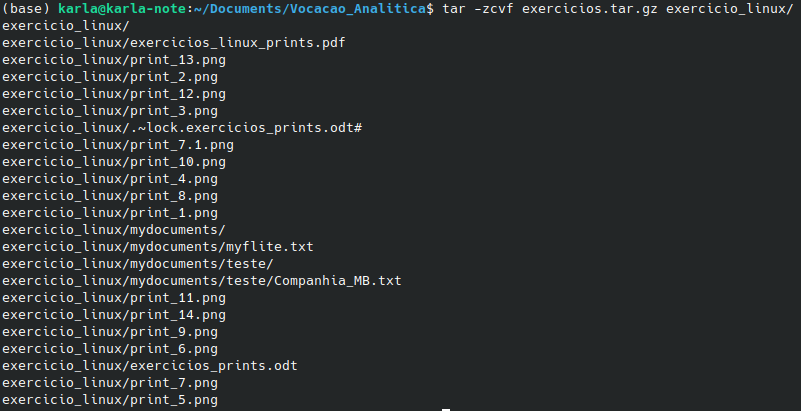 (base) karla@karla-note:~/Documents/Vocacao_Analitica$ tar -zcvf exercicios.tar.gz exercicio_linux/
exercicio_linux/
exercicio_linux/exercicios_linux_prints.pdf
exercicio_linux/print_13.png
exercicio_linux/print_2.png
exercicio_linux/print_12.png
exercicio_linux/print_3.png
exercicio_linux/.~lock.exercicios_prints.odt#
exercicio_linux/print_7.1.png
exercicio_linux/print_10.png
exercicio_linux/print_4.png
exercicio_linux/print_8.png
exercicio_linux/print_1.png
exercicio_linux/mydocuments/
exercicio_linux/mydocuments/myflite.txt
exercicio_linux/mydocuments/teste/
exercicio_linux/mydocuments/teste/Companhia_MB.txt
exercicio_linux/print_11.png
exercicio_linux/print_14.png
exercicio_linux/print_9.png
exercicio_linux/print_6.png
exercicio_linux/exercicios_prints.odt
exercicio_linux/print_7.png
exercicio_linux/print_5.png